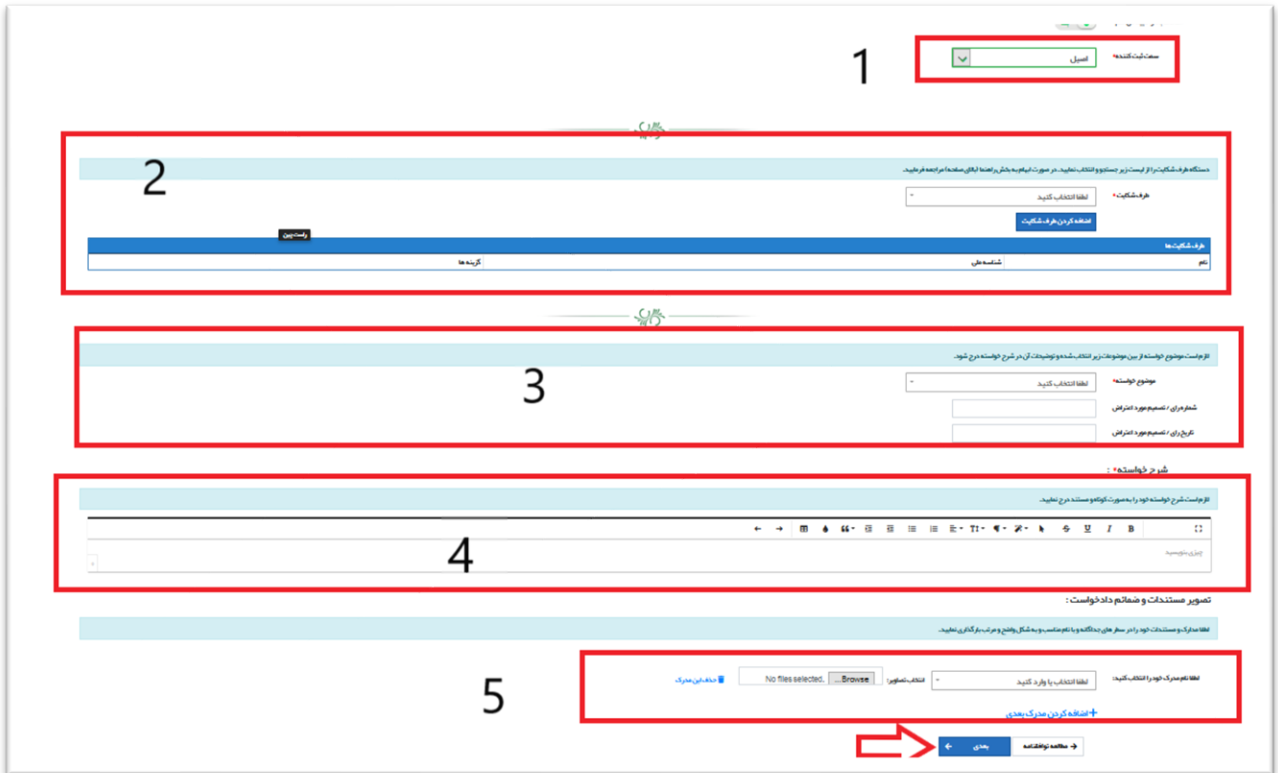 1
سمت ثبت کننده*
اصیل
2
دستگاه طرف شکایت را از لیست زیر جستجو و انتخاب نمایید. در صورت ابهام به بخش راهنما (بالای صفحه) مراجعه فرمایید.
طرف شکایت*
لطفا انتخاب کنید
اضافه کردن طرف شکایت
راست‌چین
طرف شکایت ها
نام شناسه ملی گزینه ها
3
لازم است موضوع خواسته از بین موضوعات زیر انتخاب شده و توضیحات آن در شرح خواسته درج شود.
موضوع خواسته*
لطفا انتخاب کنید
شماره رای / تصمیم مورد اعتراض
تاریخ رای / تصمیم مورد اعتراض
شرح خواسته* :
4
لازم است شرح خواسته خود را به صورت کوتاه و مستند درج نمایید.
چیزی بنویسید
تصویر مستندات و ضمائم دادخواست :
لطفا مدارک و مستندات خود را در سطر های جداگانه و با نام مناسب و به شکل واضح و مرتب بارگذاری نمایید.
5
لطفا نام مدرک خود را انتخاب کنید:
لطفا انتخاب یا وارد کنید
انتخاب تصاویر:
Browse...
No files selected.
حذف این مدرک
+ اضافه کردن مدرک بعدی
→ مطالعه توافقنامه
بعدی ←